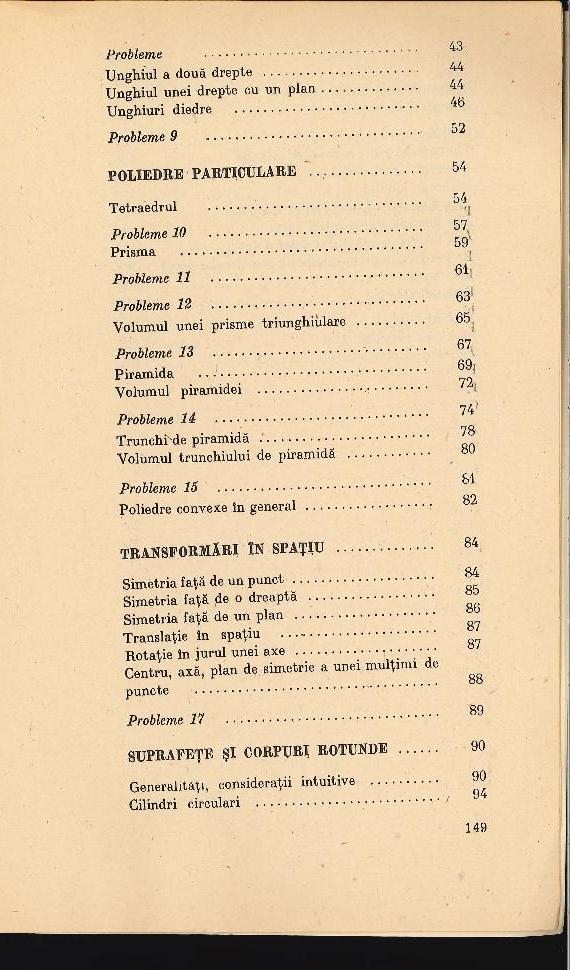 Probleme ........ 43
Unghiul a două drepte ........ 44
Unghiul unei drepte cu un plan ........ 44
Unghiuri diedre ........ 46
Probleme 9 ........ 52
POLIEDRE PARTICULARE ........ 54
Tetraedrul ........ 54
Probleme 10 ........ 57
Prisma ........ 59
Probleme 11 ........ 61
Probleme 12 ........ 63
Volumul unei prisme triunghiulare ........ 65
Probleme 13 ........ 67
Piramida ........ 69
Volumul piramidei ........ 72
Probleme 14 ........ 74
Trunchi de piramidă ........ 78
Volumul trunchiului de piramidă ........ 80
Probleme 15 ........ 81
Poliedre convexe în general ........ 82
TRANSFORMĂRI ÎN SPAȚIU ........ 84
Simetria față de un punct ........ 84
Simetria față de o dreaptă ........ 85
Simetria față de un plan ........ 86
Translație în spațiu ........ 87
Rotație în jurul unei axe ........ 87
Centru, axă, plan de simetrie a unei mulțimi de
puncte ........ 88
Probleme 17 ........ 89
SUPRAFEȚE ȘI CORPURI ROTUNDE ...... 90
Generalități, considerații intuitive ........ 90
Cilindri circulari ........ 94
149